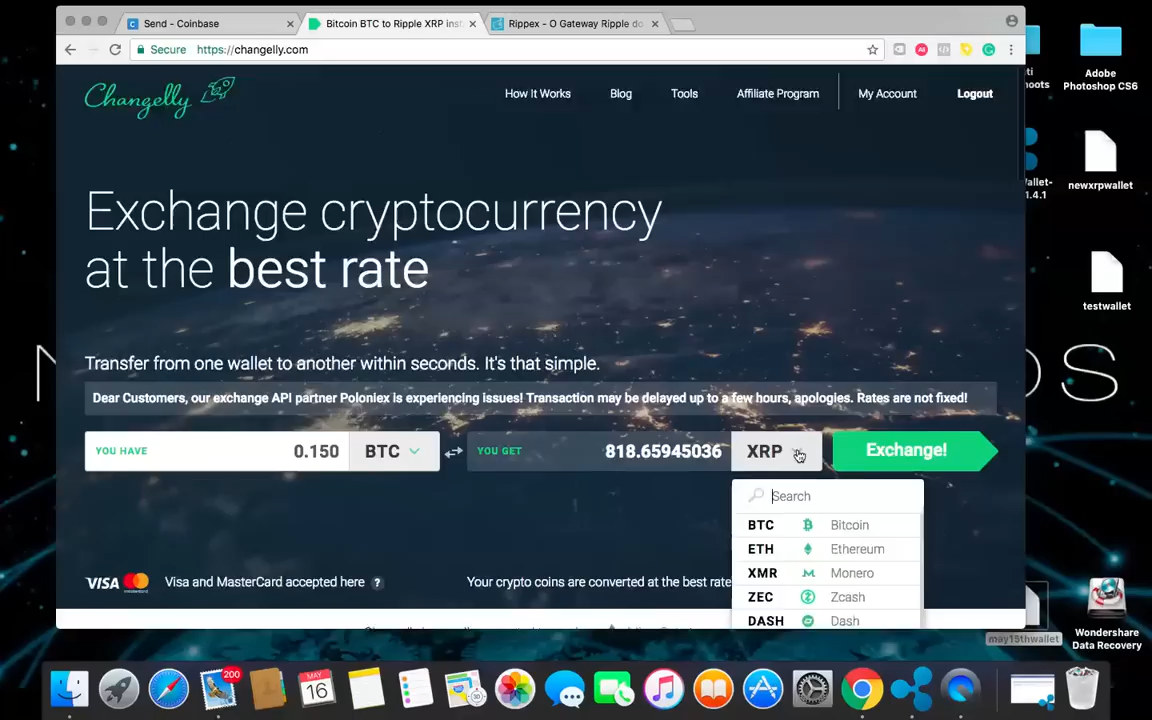 Send - Coinbase
Bitcoin BTC to Ripple XRP inst
Rippex - O Gateway Ripple do
Secure
https://changelly.com
Changelly
How It Works
Blog
Tools
Affiliate Program
My Account
Logout
Exchange cryptocurrency
at the best rate
Transfer from one wallet to another within seconds. It's that simple.
Dear Customers, our exchange API partner Poloniex is experiencing issues! Transaction may be delayed up to a few hours, apologies. Rates are not fixed!
YOU HAVE
0.150
BTC
YOU GET
818.65945036
XRP
Exchange!
Search
BTC
Bitcoin
ETH
Ethereum
XMR
Monero
ZEC
Zcash
DASH
Dash
VISA
Visa and MasterCard accepted here
?
Your crypto coins are converted at the best rate
Adobe
Photoshop CS6
newxrpwallet
testwallet
may15thwallet
Wondershare
Data Recovery
200
MAY
16